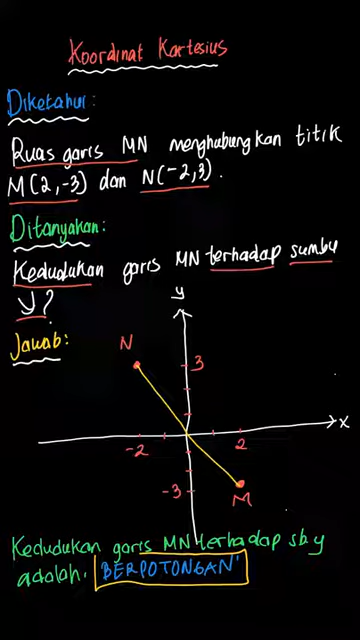 Koordinat Kartesius
Diketahui:
Ruas garis MN menghubungkan titik
M(2,-3) dan N(-2,3).
Ditanyakan:
Kedudukan garis MN terhadap sumbu
y?
Jawab:
y
N
3
x
-2
2
-3
M
Kedudukan garis MN terhadap sby
adalah. BERPOTONGAN'